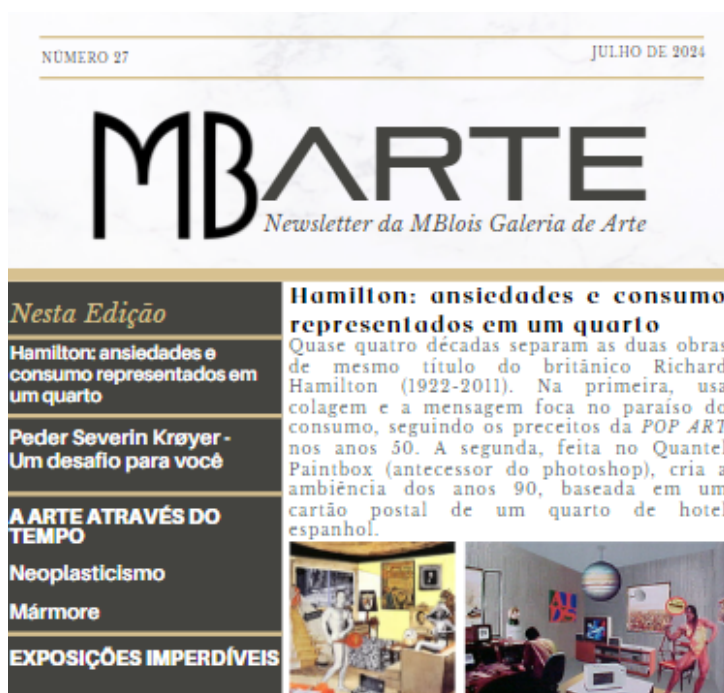 NÚMERO 27
JULHO DE 2024
MBARTE
Newsletter da MBlois Galeria de Arte
Nesta Edição
Hamilton: ansiedades e
consumo representados em
um quarto
Peder Severin Krøyer -
Um desafio para você
A ARTE ATRAVÉS DO
TEMPO
Neoplasticismo
Mármore
EXPOSIÇÕES IMPERDÍVEIS
Hamilton: ansiedades e consumo
representados em um quarto
Quase quatro décadas separam as duas obras
de mesmo título do britânico Richard
Hamilton (1922-2011). Na primeira, usa
colagem e a mensagem foca no paraíso do
consumo, seguindo os preceitos da POP ART
nos anos 50. A segunda, feita no Quantel
Paintbox (antecessor do photoshop), cria a
ambiência dos anos 90, baseada em um
cartão postal de um quarto de hotel
espanhol.